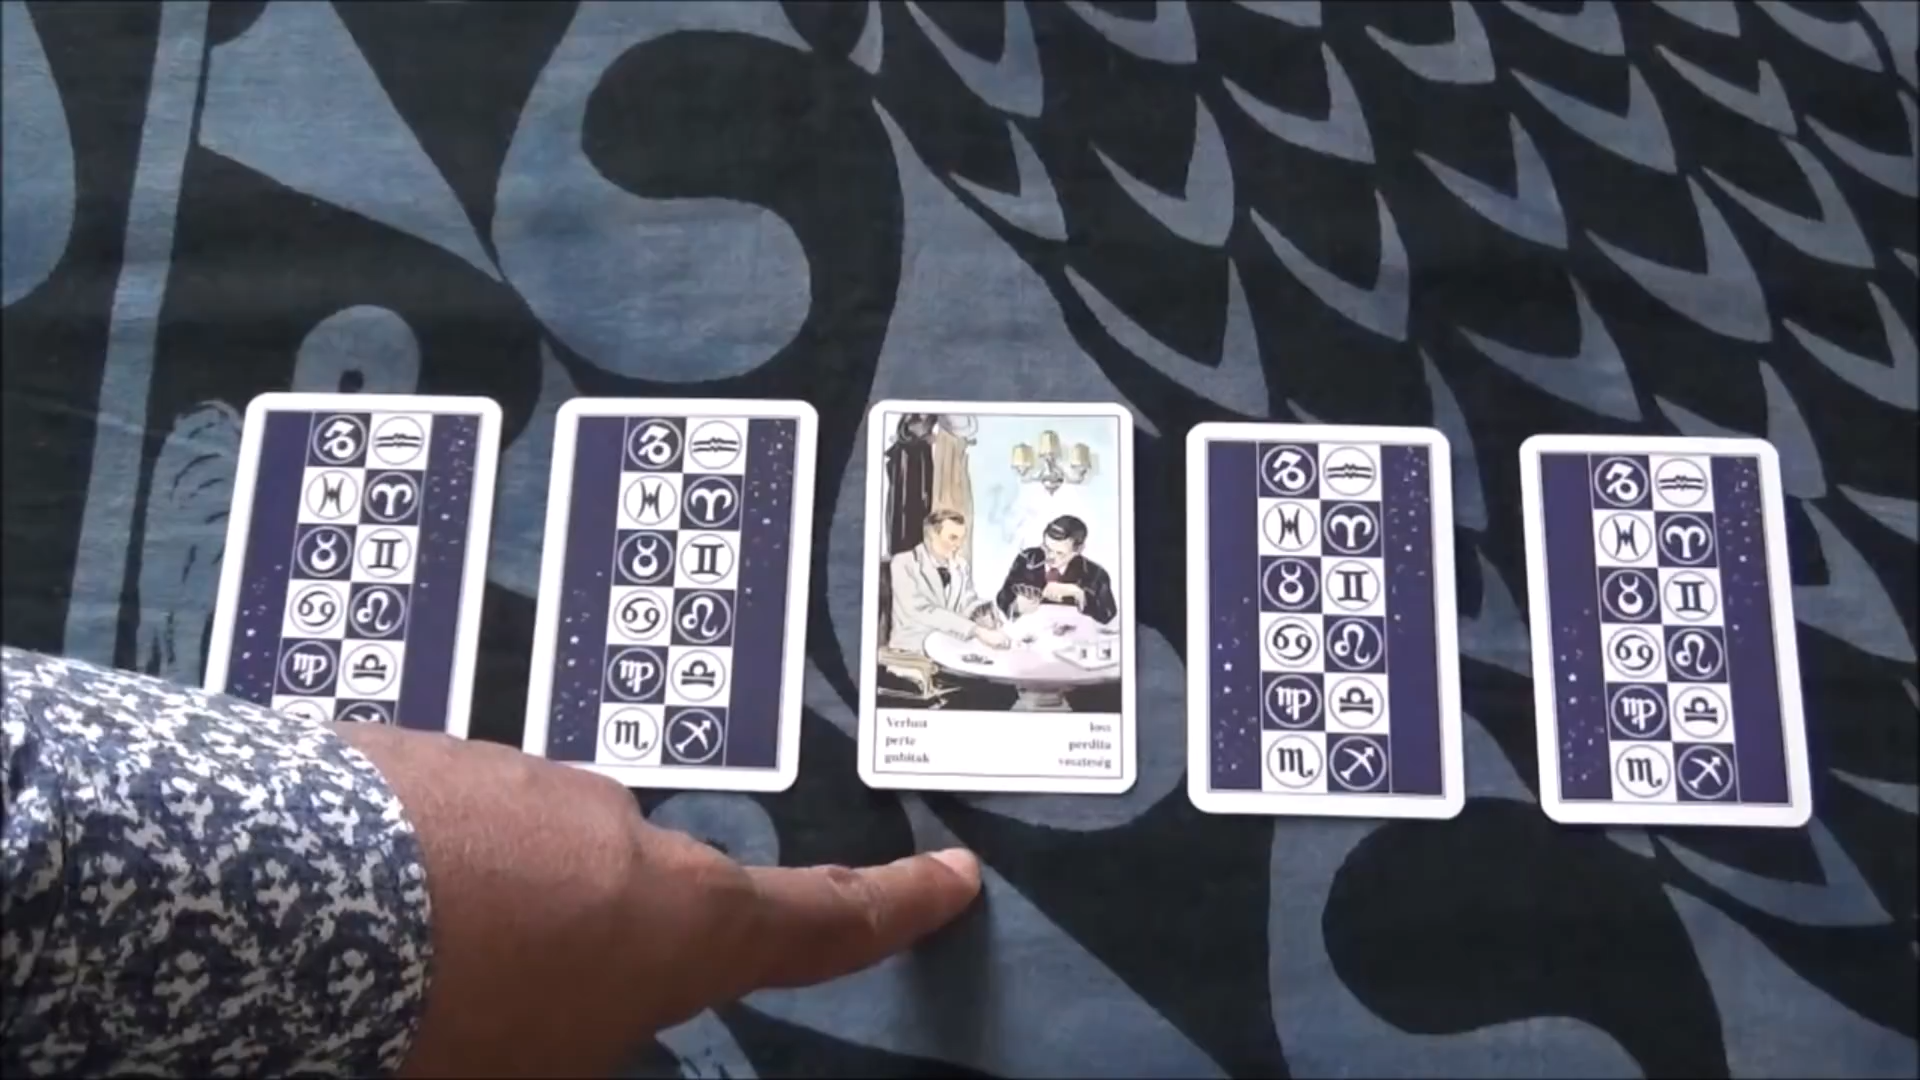 Verlust
perte
gubitak
loss
perdita
veszteség